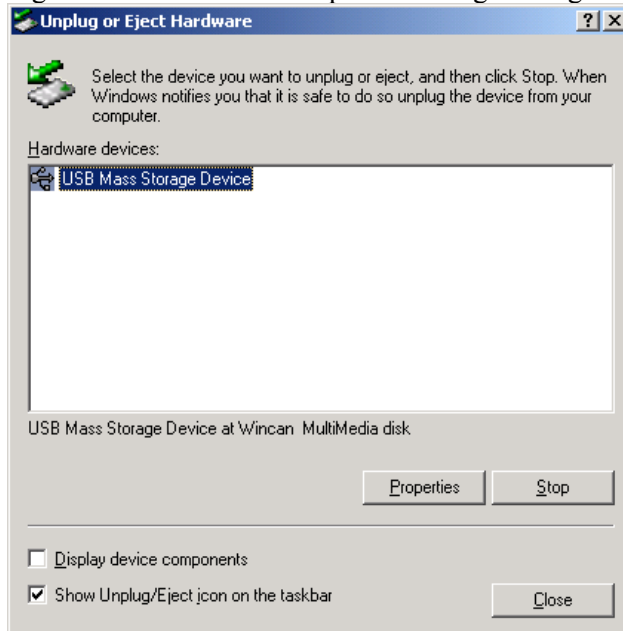 Unplug or Eject Hardware
Select the device you want to unplug or eject, and then click Stop. When
Windows notifies you that it is safe to do so unplug the device from your
computer.
Hardware devices:
USB Mass Storage Device
USB Mass Storage Device at Wincan  MultiMedia disk
Properties
Stop
Display device components
Show Unplug/Eject icon on the taskbar
Close